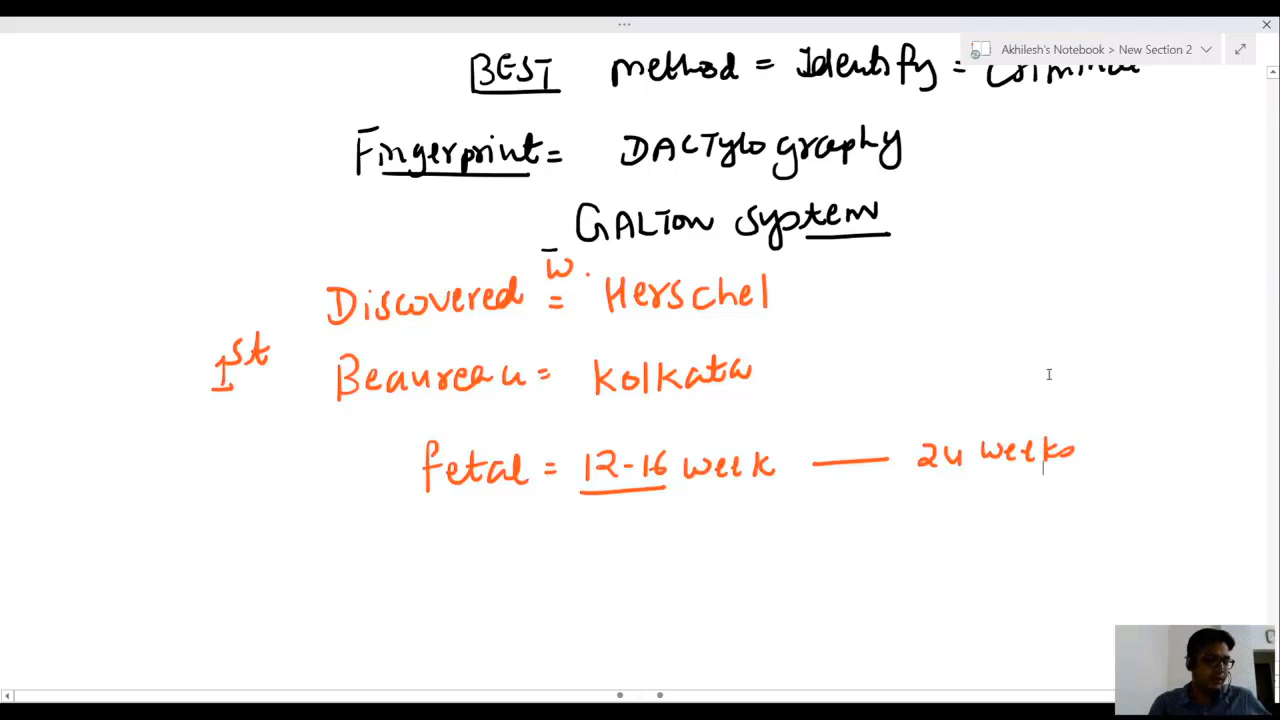 Akhilesh's Notebook > New Section 2
BEST method = Identify = Criminal
Fingerprint = DACTylography
GALTON system
Discovered = W. Herschel
1st Beaureau = Kolkata
fetal = 12-16 week — 24 weeks